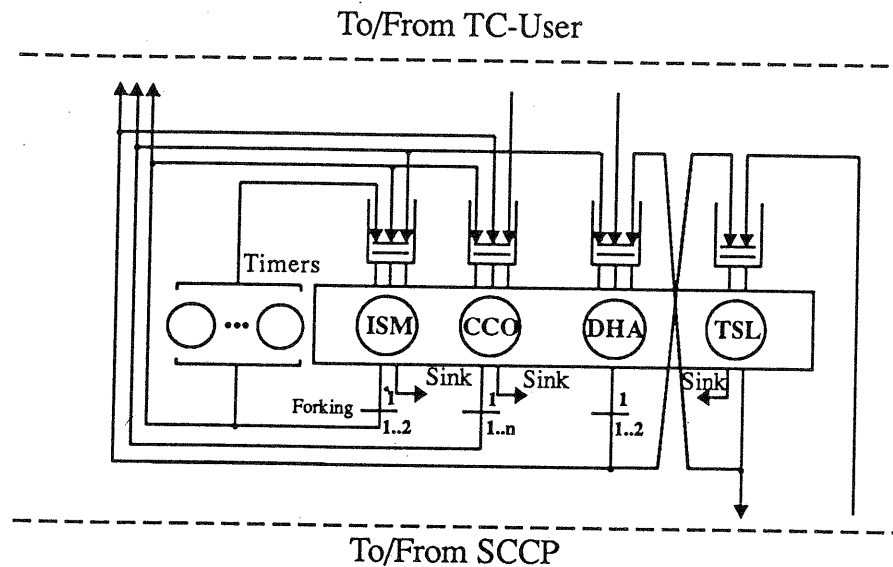 To/From TC-User
Timers
•••
ISM
CCO
DHA
TSL
Sink
Sink
Sink
Forking
1
1
1
1..2
1..n
1..2
To/From SCCP